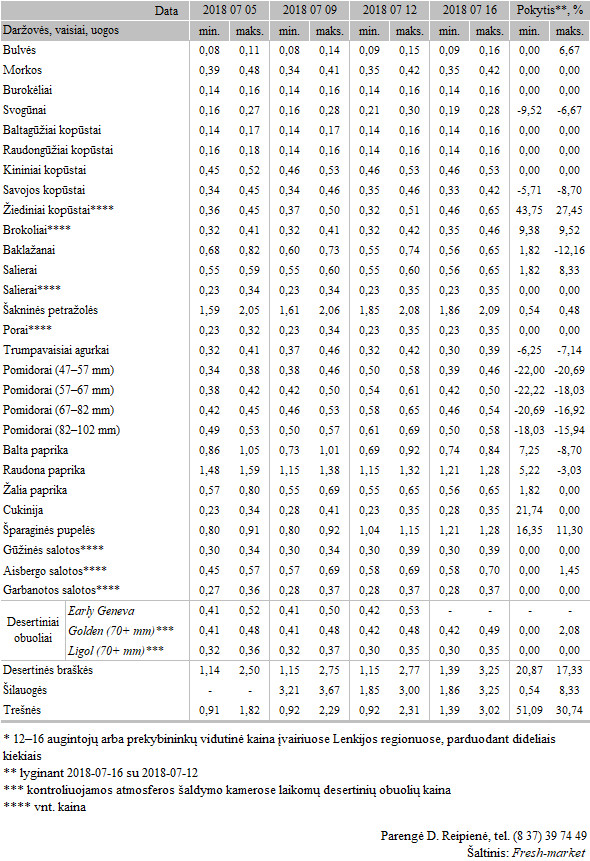 Data 2018 07 05 2018 07 09 2018 07 12 2018 07 16 Pokytis**, %
Daržovės, vaisiai, uogos min. maks. min. maks. min. maks. min. maks. min. maks.
Bulvės 0,08 0,11 0,08 0,14 0,09 0,15 0,09 0,16 0,00 6,67
Morkos 0,39 0,48 0,34 0,41 0,35 0,42 0,35 0,42 0,00 0,00
Burokėliai 0,14 0,16 0,14 0,16 0,14 0,16 0,14 0,16 0,00 0,00
Svogūnai 0,16 0,27 0,16 0,28 0,21 0,30 0,19 0,28 -9,52 -6,67
Baltagūžiai kopūstai 0,14 0,17 0,14 0,17 0,14 0,16 0,14 0,16 0,00 0,00
Raudongūžiai kopūstai 0,16 0,18 0,14 0,16 0,14 0,16 0,14 0,16 0,00 0,00
Kininiai kopūstai 0,45 0,52 0,46 0,53 0,46 0,53 0,46 0,53 0,00 0,00
Savojos kopūstai 0,34 0,45 0,34 0,46 0,35 0,46 0,33 0,42 -5,71 -8,70
Žiediniai kopūstai**** 0,36 0,45 0,37 0,50 0,32 0,51 0,46 0,65 43,75 27,45
Brokoliai**** 0,32 0,41 0,32 0,41 0,32 0,42 0,35 0,46 9,38 9,52
Baklažanai 0,68 0,82 0,60 0,73 0,55 0,74 0,56 0,65 1,82 -12,16
Salierai 0,55 0,59 0,55 0,60 0,55 0,60 0,56 0,65 1,82 8,33
Salierai**** 0,23 0,34 0,23 0,34 0,23 0,35 0,23 0,35 0,00 0,00
Šakninės petražolės 1,59 2,05 1,61 2,06 1,85 2,08 1,86 2,09 0,54 0,48
Porai**** 0,23 0,32 0,23 0,34 0,23 0,35 0,23 0,35 0,00 0,00
Trumpavaisiai agurkai 0,32 0,41 0,37 0,46 0,32 0,42 0,30 0,39 -6,25 -7,14
Pomidorai (47–57 mm) 0,34 0,38 0,38 0,46 0,50 0,58 0,39 0,46 -22,00 -20,69
Pomidorai (57–67 mm) 0,38 0,42 0,42 0,50 0,54 0,61 0,42 0,50 -22,22 -18,03
Pomidorai (67–82 mm) 0,42 0,45 0,46 0,53 0,58 0,65 0,46 0,54 -20,69 -16,92
Pomidorai (82–102 mm) 0,49 0,53 0,50 0,57 0,61 0,69 0,50 0,58 -18,03 -15,94
Balta paprika 0,86 1,05 0,73 1,01 0,69 0,92 0,74 0,84 7,25 -8,70
Raudona paprika 1,48 1,59 1,15 1,38 1,15 1,32 1,21 1,28 5,22 -3,03
Žalia paprika 0,57 0,80 0,55 0,69 0,55 0,65 0,56 0,65 1,82 0,00
Cukinija 0,23 0,34 0,28 0,41 0,23 0,35 0,28 0,35 21,74 0,00
Šparaginės pupelės 0,80 0,91 0,80 0,92 1,04 1,15 1,21 1,28 16,35 11,30
Gūžinės salotos**** 0,30 0,34 0,30 0,34 0,30 0,39 0,30 0,39 0,00 0,00
Aisbergo salotos**** 0,45 0,57 0,57 0,69 0,58 0,69 0,58 0,70 0,00 1,45
Garbanotos salotos**** 0,27 0,36 0,28 0,37 0,28 0,37 0,28 0,37 0,00 0,00
Desertiniai obuoliai Early Geneva 0,41 0,52 0,41 0,50 0,42 0,53 - - - -
Golden (70+ mm)*** 0,41 0,48 0,41 0,48 0,42 0,48 0,42 0,49 0,00 2,08
Ligol (70+ mm)*** 0,32 0,36 0,32 0,37 0,30 0,35 0,30 0,35 0,00 0,00
Desertinės braškės 1,14 2,50 1,15 2,75 1,15 2,77 1,39 3,25 20,87 17,33
Šilauogės - - 3,21 3,67 1,85 3,00 1,86 3,25 0,54 8,33
Trešnės 0,91 1,82 0,92 2,29 0,92 2,31 1,39 3,02 51,09 30,74
* 12–16 augintojų arba prekybininkų vidutinė kaina įvairiuose Lenkijos regionuose, parduodant dideliais
kiekiais
** lyginant 2018-07-16 su 2018-07-12
*** kontroliuojamos atmosferos šaldymo kamerose laikomų desertinių obuolių kaina
**** vnt. kaina
Parengė D. Reipienė, tel. (8 37) 39 74 49
Šaltinis: Fresh-market